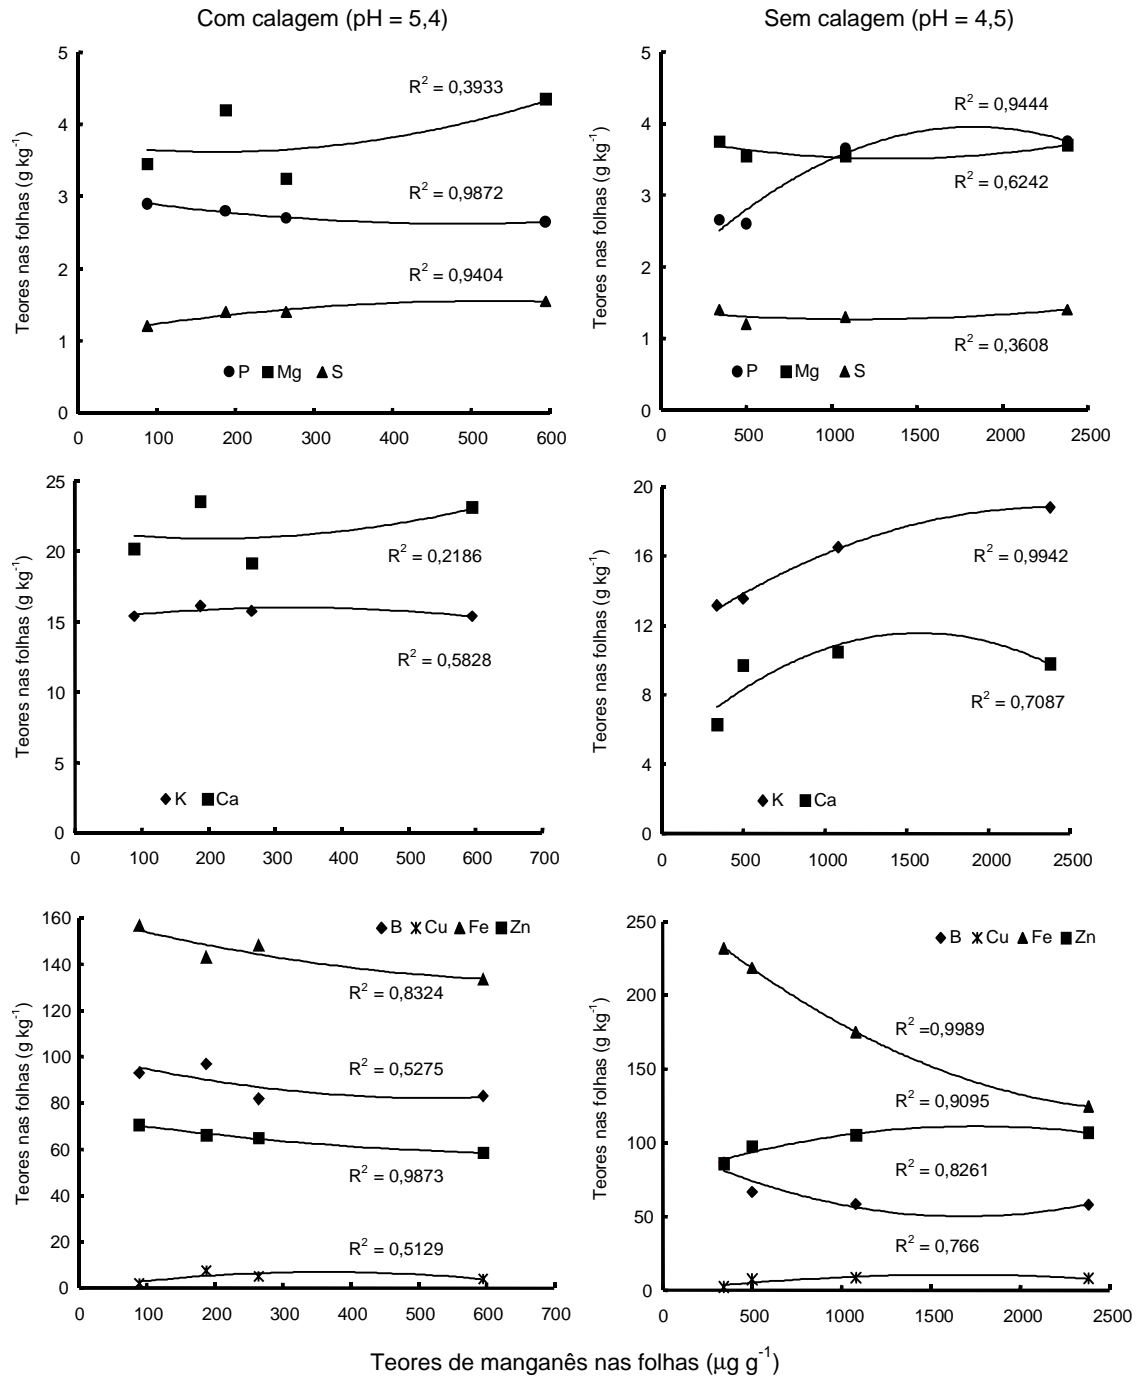 Com calagem (pH = 5,4)
Sem calagem (pH = 4,5)
Teores nas folhas (g kg⁻¹)
5
4
3
2
1
0
R² = 0,3933
R² = 0,9872
R² = 0,9404
P Mg S
0 100 200 300 400 500 600
Teores nas folhas (g kg⁻¹)
5
4
3
2
1
0
R² = 0,9444
R² = 0,6242
R² = 0,3608
P Mg S
0 500 1000 1500 2000 2500
Teores nas folhas (g kg⁻¹)
25
20
15
10
5
0
R² = 0,2186
R² = 0,5828
K Ca
0 100 200 300 400 500 600 700
Teores nas folhas (g kg⁻¹)
20
16
12
8
4
0
R² = 0,9942
R² = 0,7087
K Ca
0 500 1000 1500 2000 2500
Teores nas folhas (g kg⁻¹)
160
140
120
100
80
60
40
20
0
B Cu Fe Zn
R² = 0,8324
R² = 0,5275
R² = 0,9873
R² = 0,5129
0 100 200 300 400 500 600 700
Teores nas folhas (g kg⁻¹)
250
200
150
100
50
0
B Cu Fe Zn
R² =0,9989
R² = 0,9095
R² = 0,8261
R² = 0,766
0 500 1000 1500 2000 2500
Teores de manganês nas folhas (μg g⁻¹)